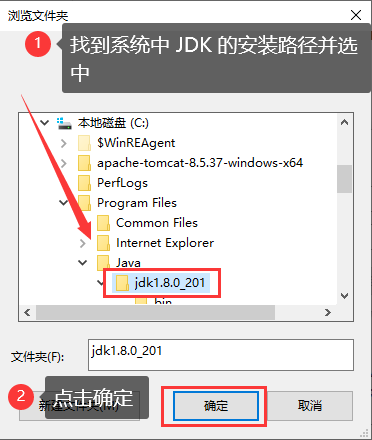 浏览文件夹
1 找到系统中 JDK 的安装路径并选
中
本地磁盘 (C:)
$WinREAgent
apache-tomcat-8.5.37-windows-x64
PerfLogs
Program Files
Common Files
Internet Explorer
Java
jdk1.8.0_201
bin
文件夹(F): jdk1.8.0_201
2 点击确定
新建文件夹(M) 确定 取消